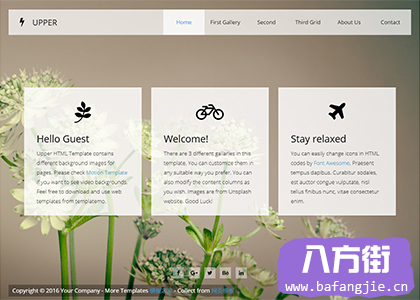 UPPER
Home
First Gallery
Second
Third Grid
About Us
Contact
Hello Guest
Upper HTML Template contains
different background images for
pages. Please check Motion Template
if you want to see video backgrounds.
Feel free to download and use web
templates from templatemo.
Welcome!
There are 3 different galleries in this
template. You can customize them in
any suitable way you prefer. You can
also modify the content columns as
you wish. Images are from Unsplash
website. Good Luck!
Stay relaxed
You can easily change icons in HTML
codes by Font Awesome. Praesent
tempus dapibus. Curabitur sodales,
est auctor congue vulputate, nisl
tellus finibus nunc, vitae consectetur
enim.
Copyright © 2016 Your Company - More Templates - Collect from
八方街
www.bafangjie.cn